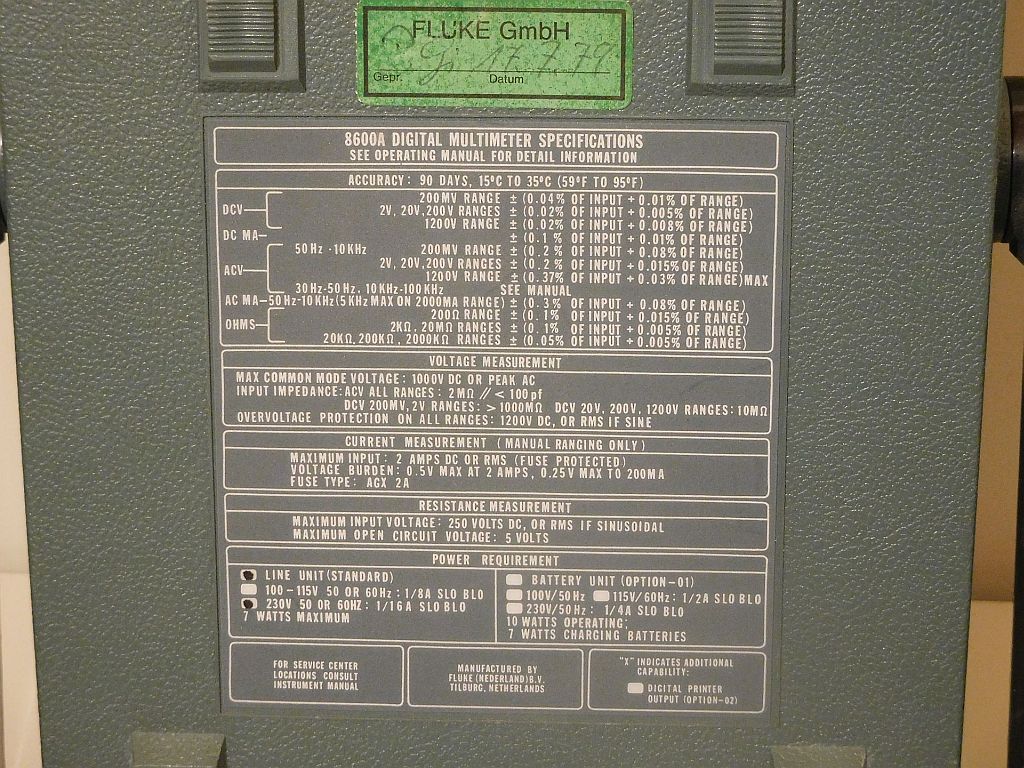 FLUKE GmbH
17.7.79
Gepr. Datum
8600A DIGITAL MULTIMETER SPECIFICATIONS
SEE OPERATING MANUAL FOR DETAIL INFORMATION
ACCURACY: 90 DAYS, 15°C TO 35°C (59°F TO 95°F)
DCV 200MV RANGE ± (0.04% OF INPUT + 0.01% OF RANGE)
2V, 20V, 200V RANGES ± (0.02% OF INPUT + 0.005% OF RANGE)
1200V RANGE ± (0.02% OF INPUT + 0.008% OF RANGE)
DC MA- ± (0.1 % OF INPUT + 0.01% OF RANGE)
ACV 50Hz -10KHz 200MV RANGE ± (0.2 % OF INPUT + 0.08% OF RANGE)
2V, 20V, 200V RANGES ± (0.2 % OF INPUT + 0.015% OF RANGE)
1200V RANGE ± (0.37% OF INPUT + 0.03% OF RANGE)MAX
30Hz-50Hz, 10KHz-100KHz SEE MANUAL
AC MA-50Hz-10KHz(5KHz MAX ON 2000MA RANGE) ± (0.3% OF INPUT + 0.08% OF RANGE)
OHMS 200Ω RANGE ± (0.1% OF INPUT + 0.015% OF RANGE)
2KΩ, 20MΩ RANGES ± (0.1% OF INPUT + 0.005% OF RANGE)
20KΩ, 200KΩ, 2000KΩ RANGES ± (0.05% OF INPUT + 0.005% OF RANGE)
VOLTAGE MEASUREMENT
MAX COMMON MODE VOLTAGE: 1000V DC OR PEAK AC
INPUT IMPEDANCE: ACV ALL RANGES: 2MΩ // < 100pf
DCV 200MV, 2V RANGES: > 1000MΩ DCV 20V, 200V, 1200V RANGES: 10MΩ
OVERVOLTAGE PROTECTION ON ALL RANGES: 1200V DC, OR RMS IF SINE
CURRENT MEASUREMENT (MANUAL RANGING ONLY)
MAXIMUM INPUT: 2 AMPS DC OR RMS (FUSE PROTECTED)
VOLTAGE BURDEN: 0.5V MAX AT 2 AMPS, 0.25V MAX TO 200MA
FUSE TYPE: AGX 2A
RESISTANCE MEASUREMENT
MAXIMUM INPUT VOLTAGE: 250 VOLTS DC, OR RMS IF SINUSOIDAL
MAXIMUM OPEN CIRCUIT VOLTAGE: 5 VOLTS
POWER REQUIREMENT
LINE UNIT (STANDARD)
100-115V 50 OR 60Hz: 1/8A SLO BLO
230V 50 OR 60HZ: 1/16A SLO BLO
7 WATTS MAXIMUM
BATTERY UNIT (OPTION-01)
100V/50Hz 115V/60Hz: 1/2A SLO BLO
230V/50Hz: 1/4A SLO BLO
10 WATTS OPERATING;
7 WATTS CHARGING BATTERIES
FOR SERVICE CENTER
LOCATIONS CONSULT
INSTRUMENT MANUAL
MANUFACTURED BY
FLUKE (NEDERLAND) B.V.
TILBURG, NETHERLANDS
"X" INDICATES ADDITIONAL
CAPABILITY:
DIGITAL PRINTER
OUTPUT (OPTION-02)